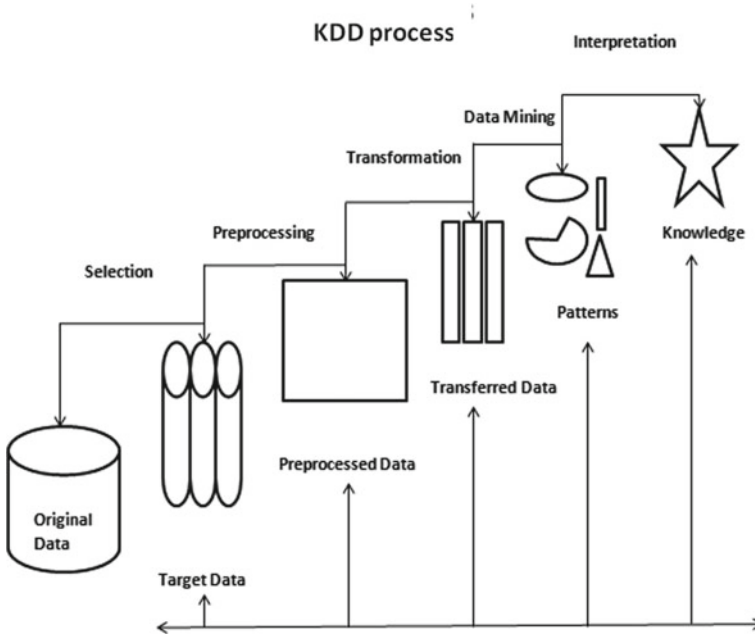 KDD process
Interpretation
Data Mining
Transformation
Preprocessing
Selection
Knowledge
Patterns
Transferred Data
Preprocessed Data
Original
Data
Target Data